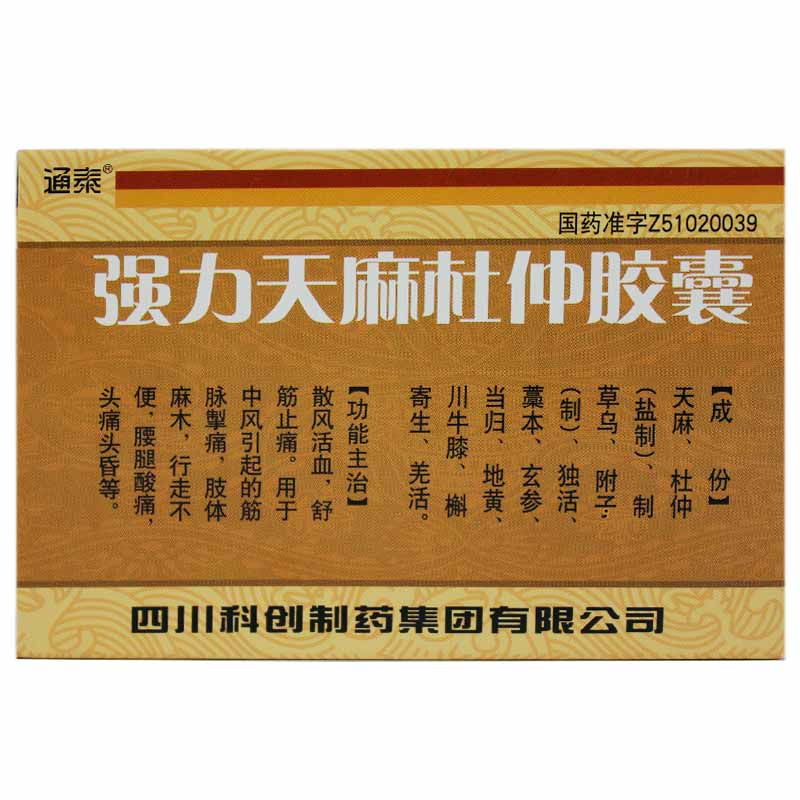 通泰®
国药准字Z51020039
强力天麻杜仲胶囊
【成份】
天麻、杜仲
(盐制)、制
草乌、附子
(制)、独活、
藁本、玄参、
当归、地黄、
川牛膝、槲
寄生、羌活。
【功能主治】
散风活血，舒
筋止痛。用于
中风引起的筋
脉掣痛，肢体
麻木，行走不
便，腰腿酸痛，
头痛头昏等。
四川科创制药集团有限公司